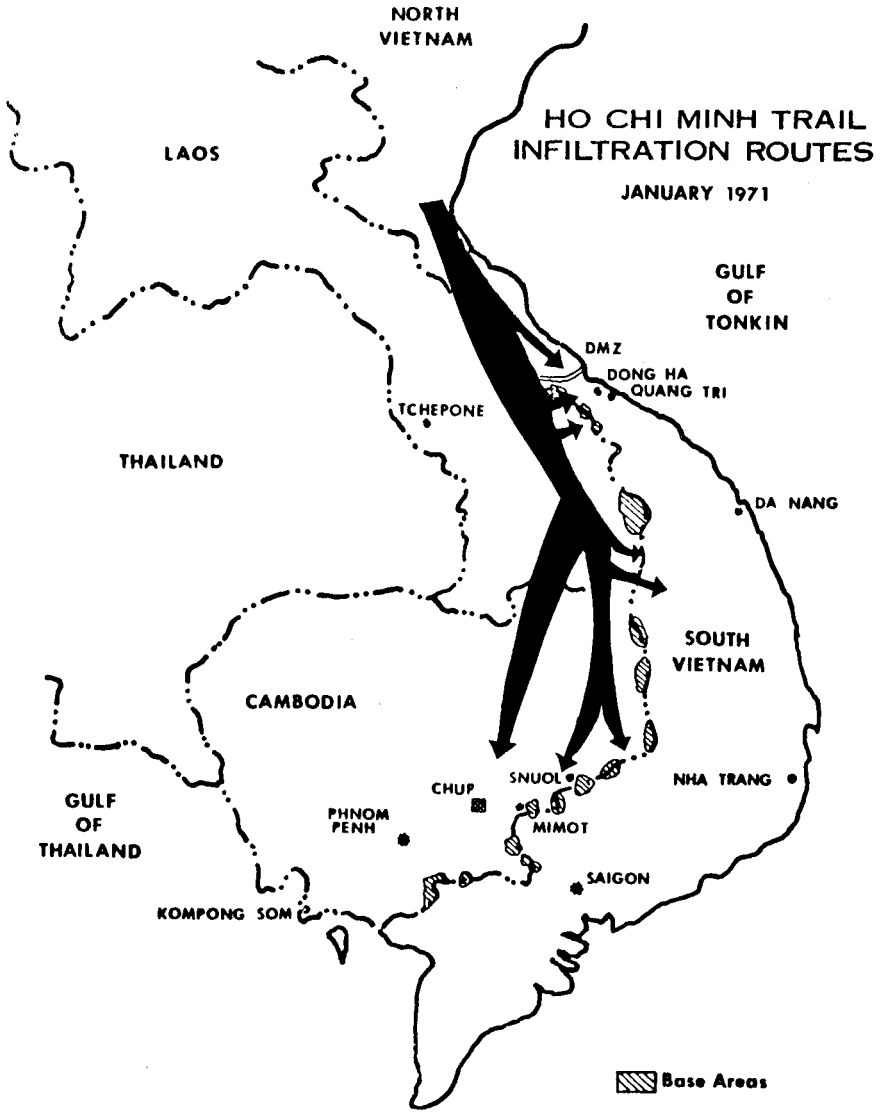 NORTH
VIETNAM
HO CHI MINH TRAIL
INFILTRATION ROUTES
JANUARY 1971
LAOS
GULF
OF
TONKIN
DMZ
DONG HA
QUANG TRI
TCHEPONE
THAILAND
DA NANG
SOUTH
VIETNAM
CAMBODIA
SNUOL
NHA TRANG
CHUP
GULF
OF
THAILAND
PHNOM
PENH
MIMOT
SAIGON
KOMPONG SOM
Base Areas